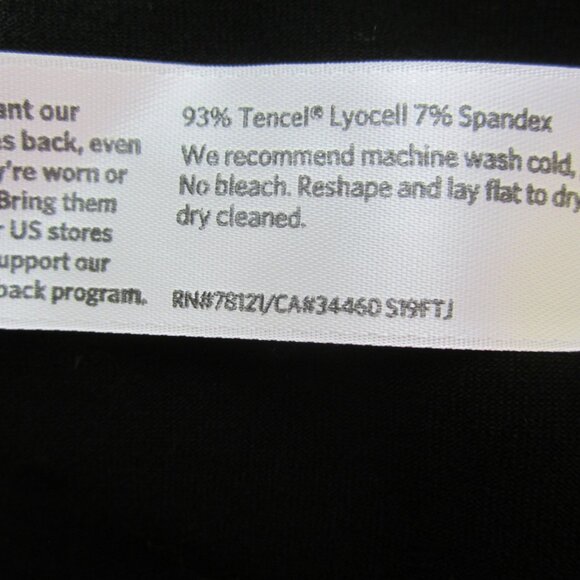 ant our
s back, even
y're worn or
Bring them
US stores
upport our
back program.
93% Tencel® Lyocell 7% Spandex
We recommend machine wash cold,
No bleach. Reshape and lay flat to dry
dry cleaned.
RN#78121/CA#34460 S19FTJ